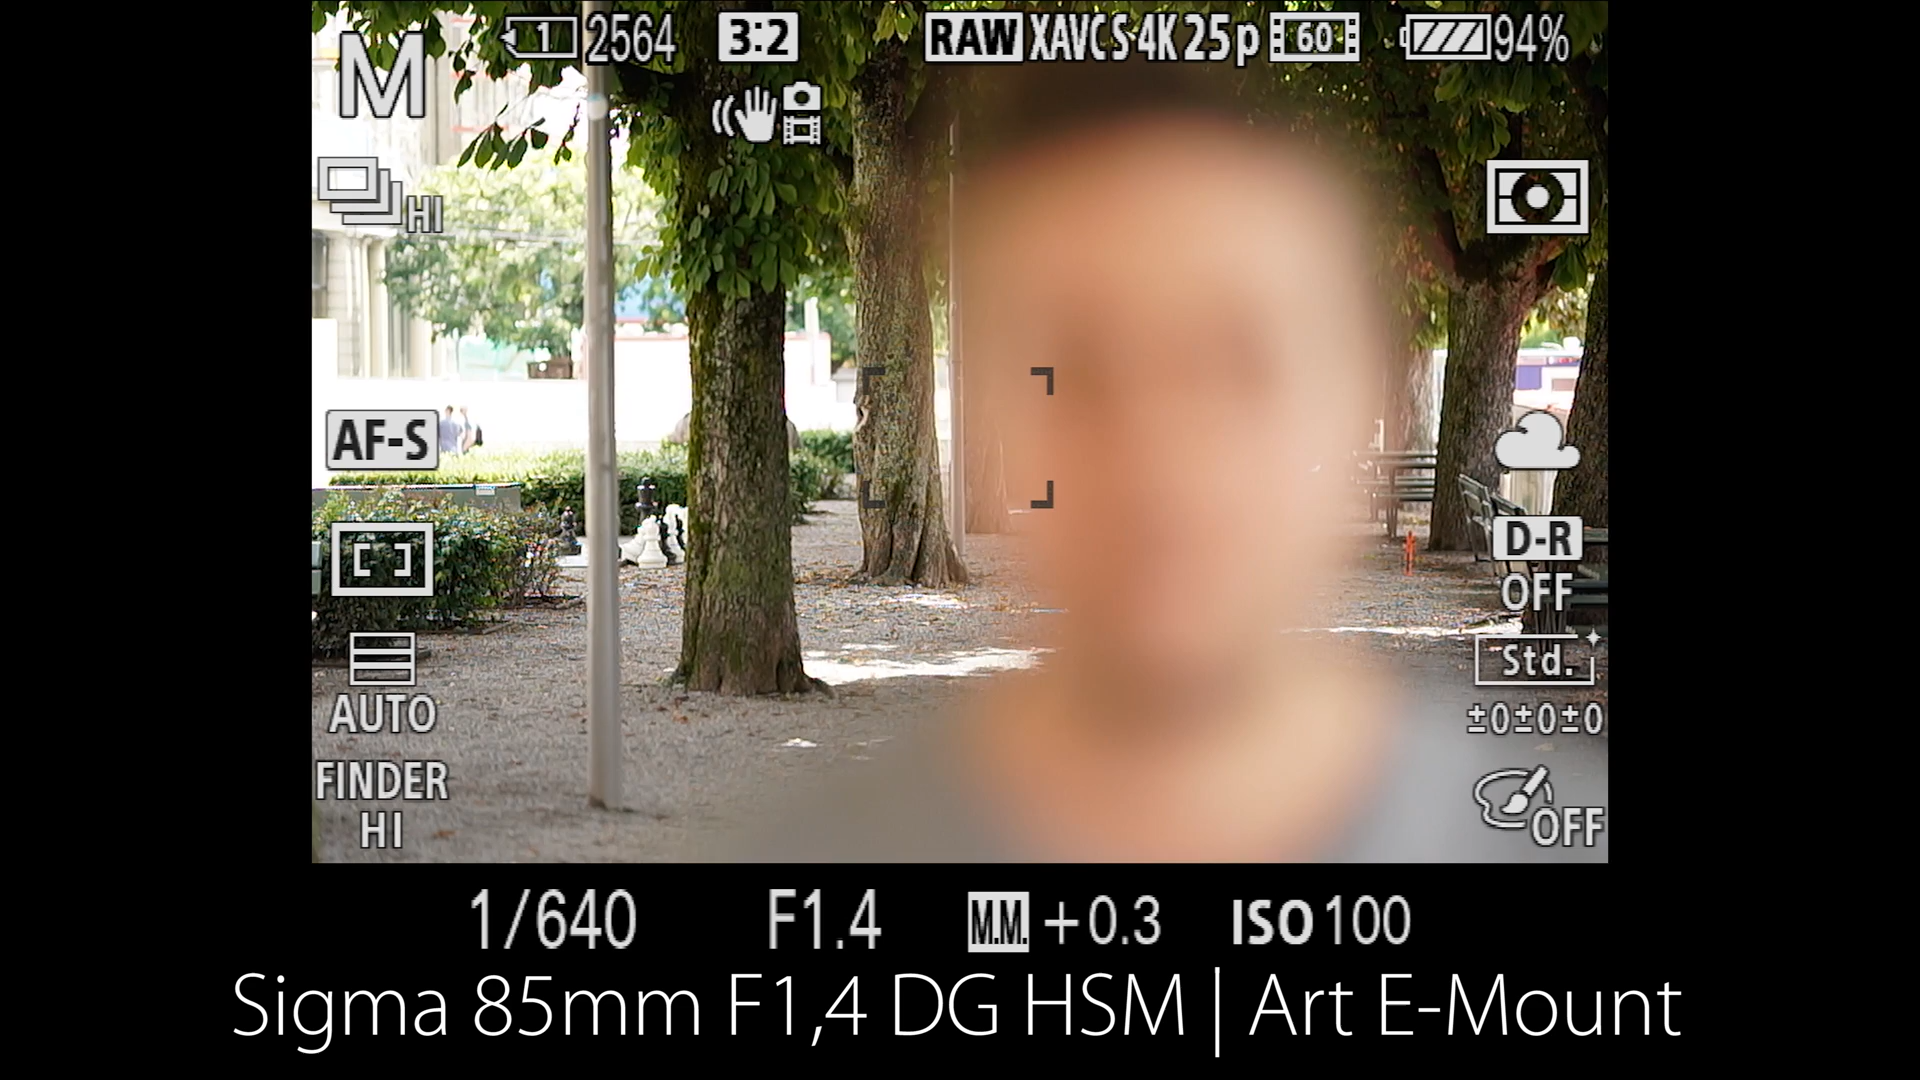 M 1 2564 3:2 RAW XAVC S 4K 25p 60 94%
HI
AF-S
AUTO
FINDER
HI
D-R
OFF
Std.
±0±0±0
OFF
1/640 F1.4 M.M. +0.3 ISO 100
Sigma 85mm F1,4 DG HSM | Art E-Mount